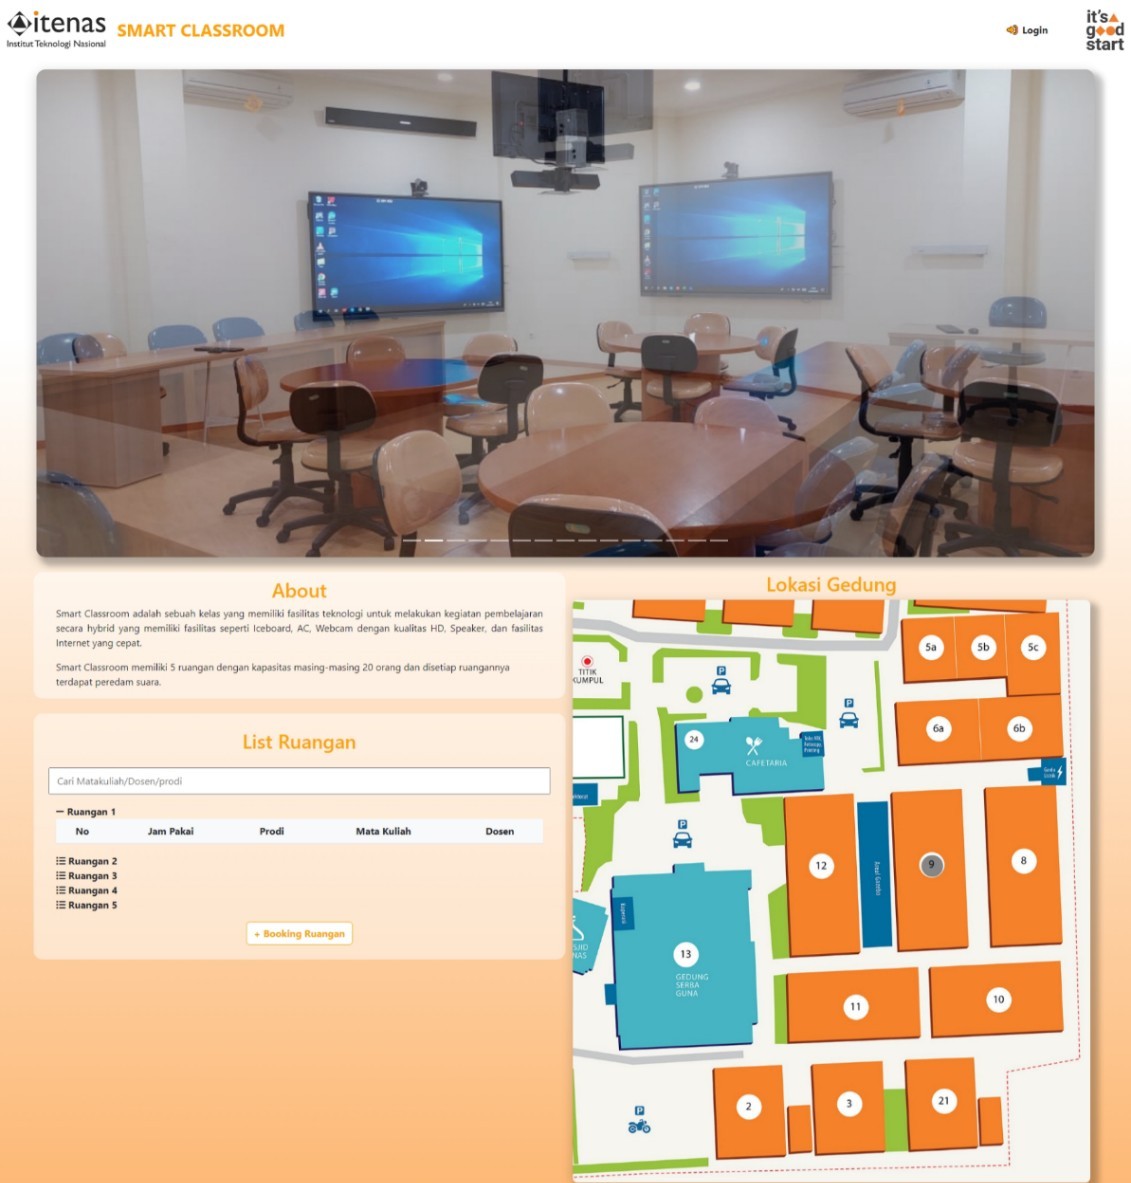 itenas
Institut Teknologi Nasional
SMART CLASSROOM
Login
it's
good
start
About
Smart Classroom adalah sebuah kelas yang memiliki fasilitas teknologi untuk melakukan kegiatan pembelajaran
secara hybrid yang memiliki fasilitas seperti Iceboard, AC, Webcam dengan kualitas HD, Speaker, dan fasilitas
Internet yang cepat.
Smart Classroom memiliki 5 ruangan dengan kapasitas masing-masing 20 orang dan disetiap ruangannya
terdapat peredam suara.
List Ruangan
Cari Matakuliah/Dosen/prodi
Ruangan 1
No Jam Pakai Prodi Mata Kuliah Dosen
Ruangan 2
Ruangan 3
Ruangan 4
Ruangan 5
+ Booking Ruangan
Lokasi Gedung
5a 5b 5c
TITIK
KUMPUL
P
P
6a 6b
24
CAFETARIA
P
12
9
8
13
GEDUNG
SERBA
GUNA
11
10
2
3
21
P